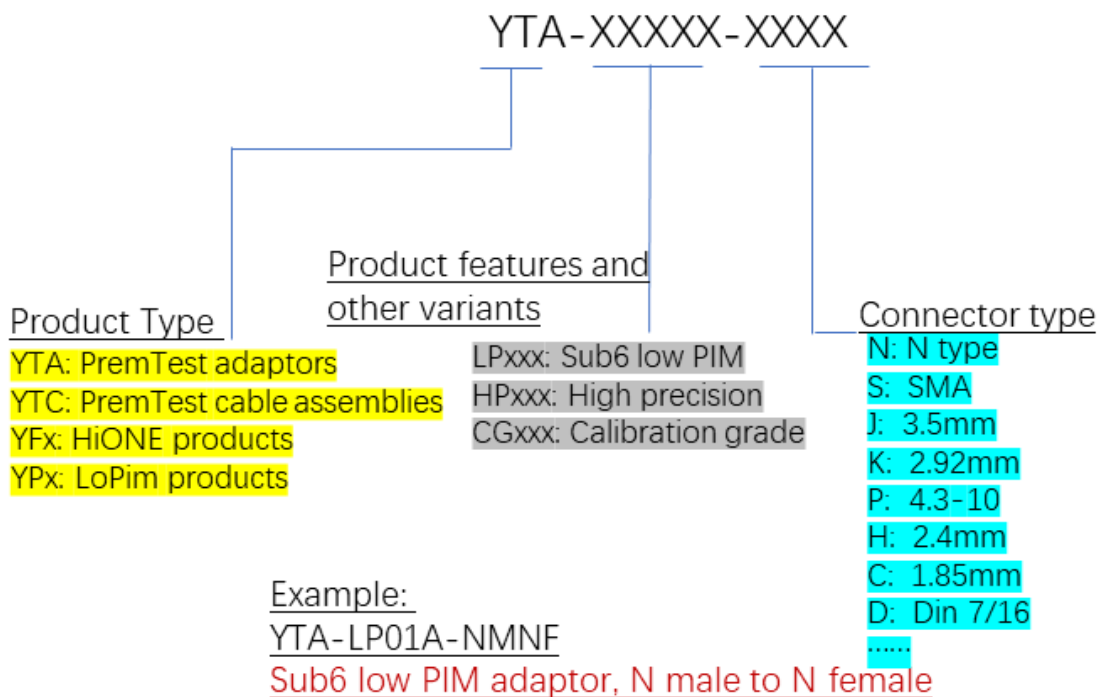 YTA-XXXXX-XXXX
Product features and
other variants
Product Type
YTA: PremTest adaptors
YTC: PremTest cable assemblies
YFx: HiONE products
YPx: LoPim products
LPxxx: Sub6 low PIM
HPxxx: High precision
CGxxx: Calibration grade
Connector type
N: N type
S: SMA
J: 3.5mm
K: 2.92mm
P: 4.3-10
H: 2.4mm
C: 1.85mm
D: Din 7/16
......
Example:
YTA-LP01A-NMNF
Sub6 low PIM adaptor, N male to N female